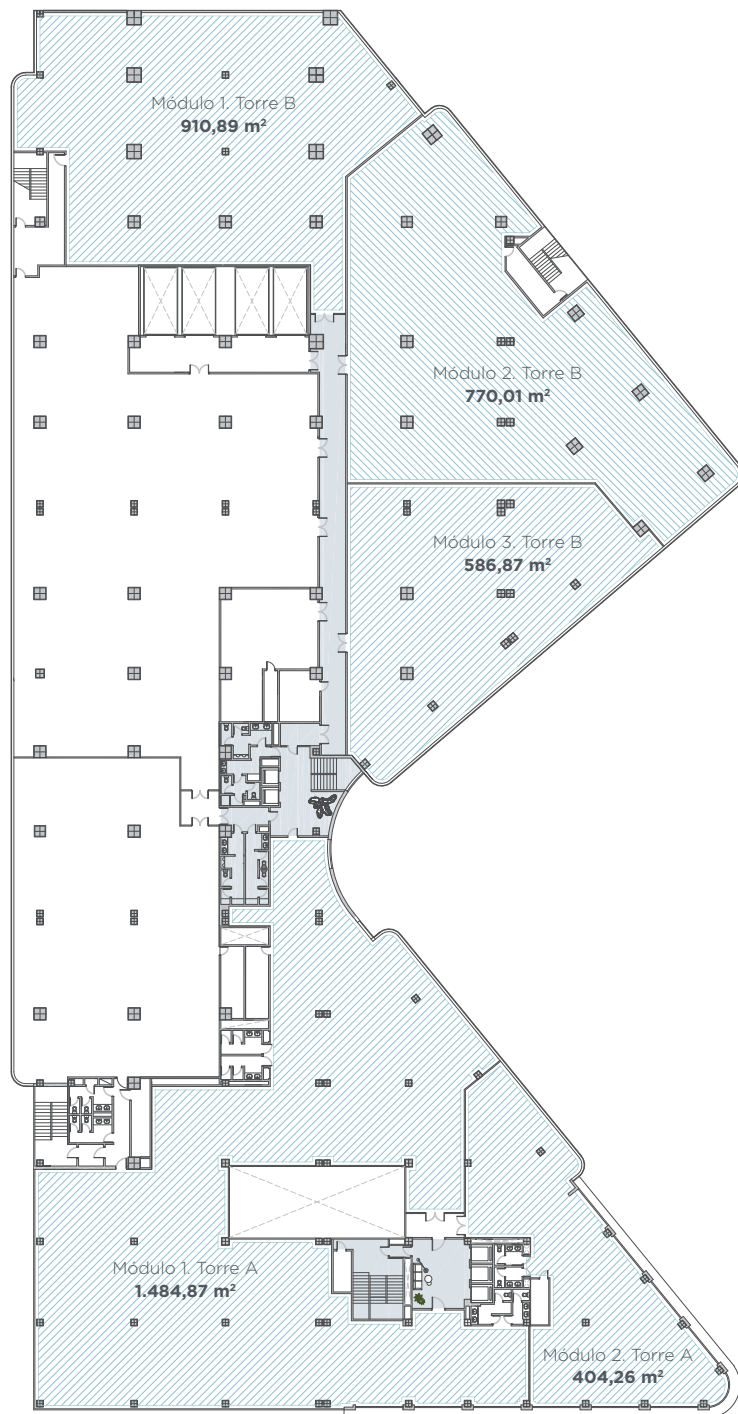 Módulo 1. Torre B
910,89 m²
Módulo 2. Torre B
770,01 m²
Módulo 3. Torre B
586,87 m²
Módulo 1. Torre A
1.484,87 m²
Módulo 2. Torre A
404,26 m²